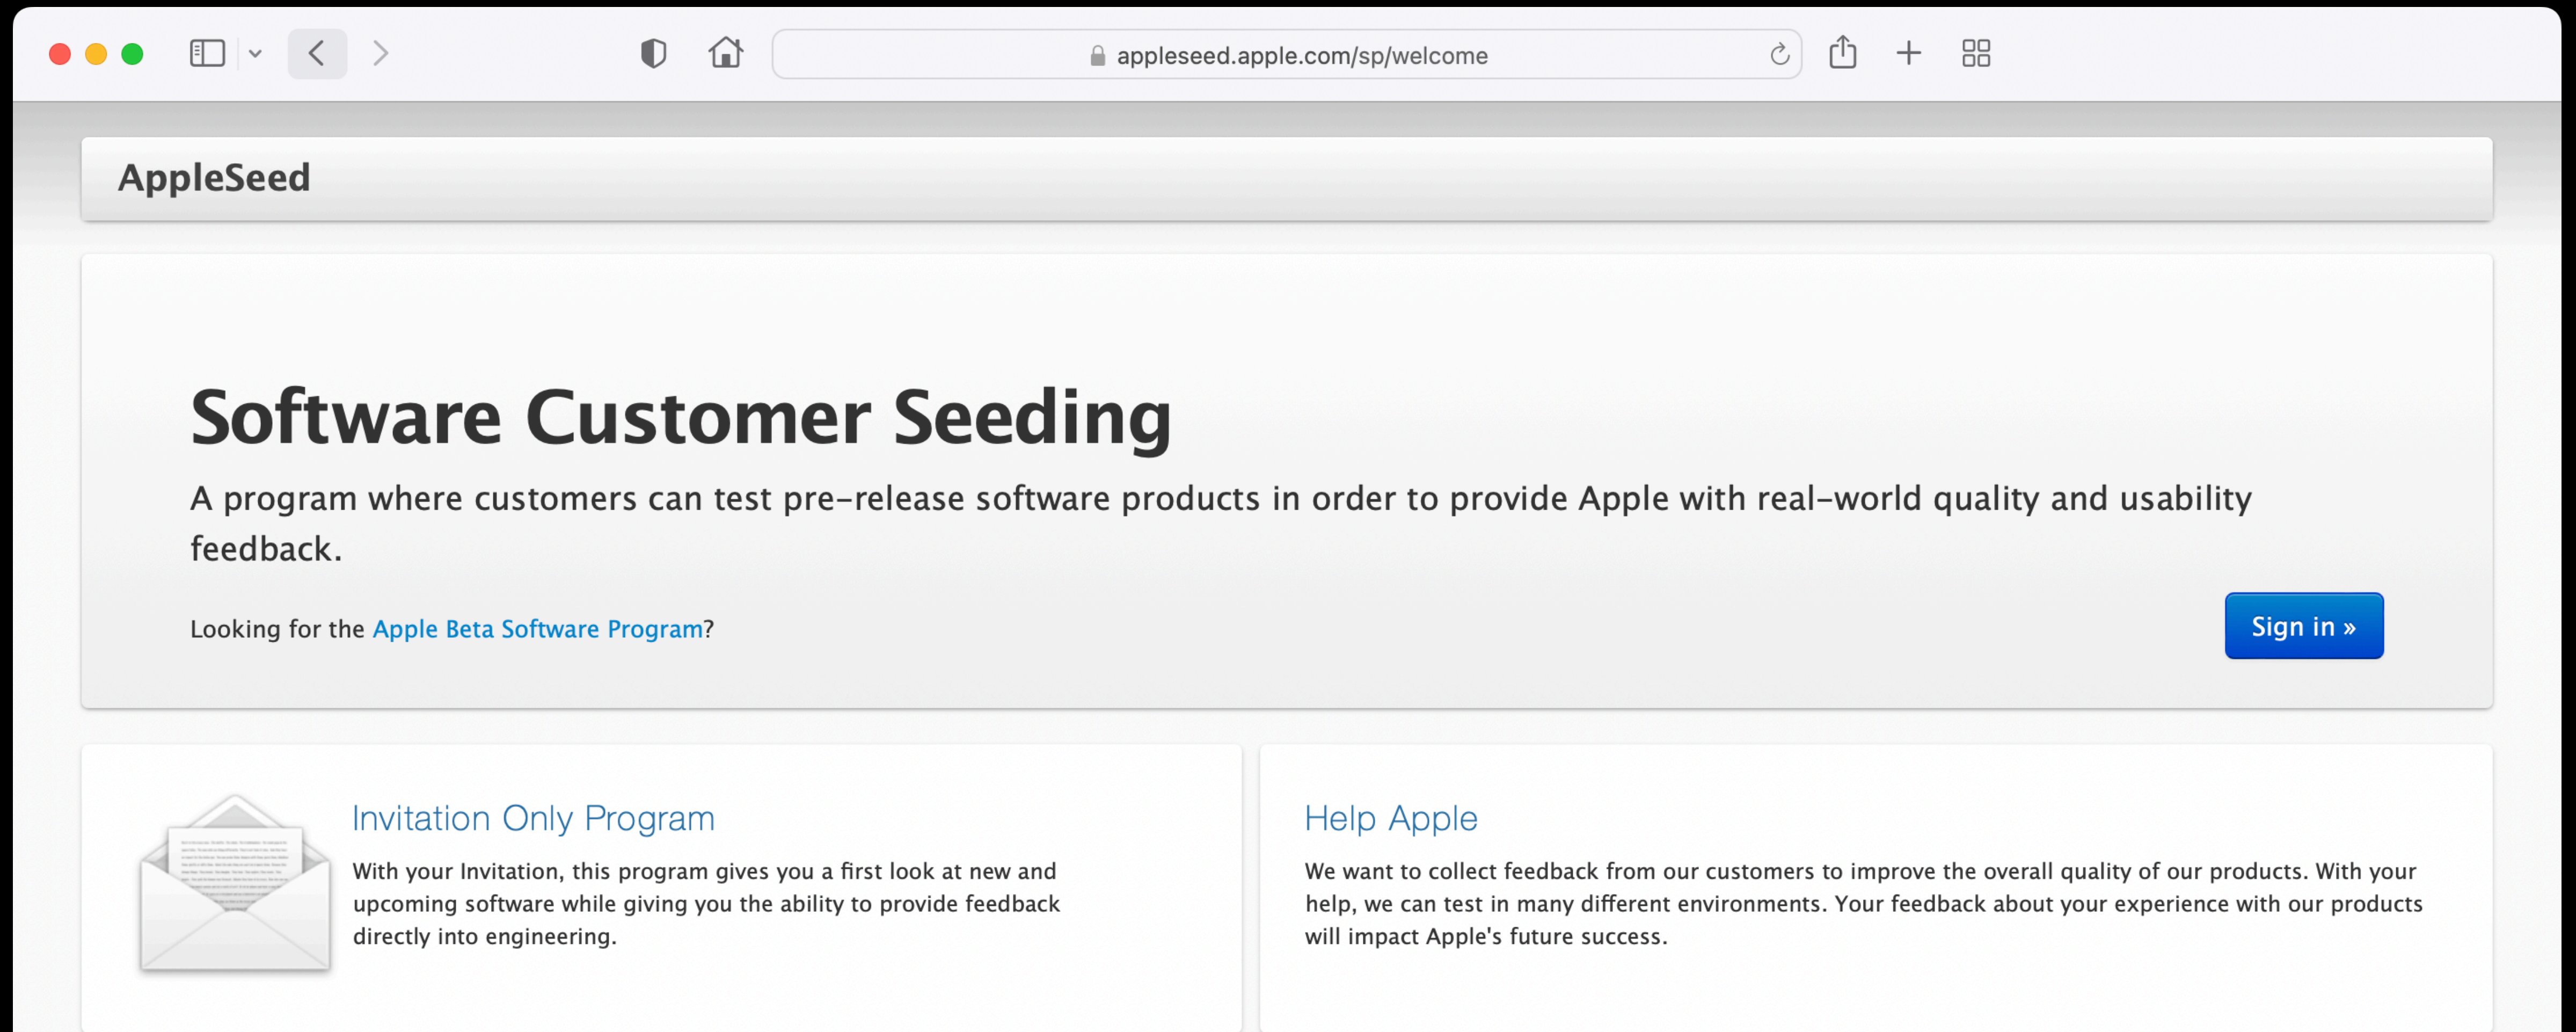 appleseed.apple.com/sp/welcome
AppleSeed
Software Customer Seeding
A program where customers can test pre-release software products in order to provide Apple with real-world quality and usability
feedback.
Looking for the Apple Beta Software Program?
Sign in »
Invitation Only Program
With your Invitation, this program gives you a first look at new and
upcoming software while giving you the ability to provide feedback
directly into engineering.
Help Apple
We want to collect feedback from our customers to improve the overall quality of our products. With your
help, we can test in many different environments. Your feedback about your experience with our products
will impact Apple's future success.